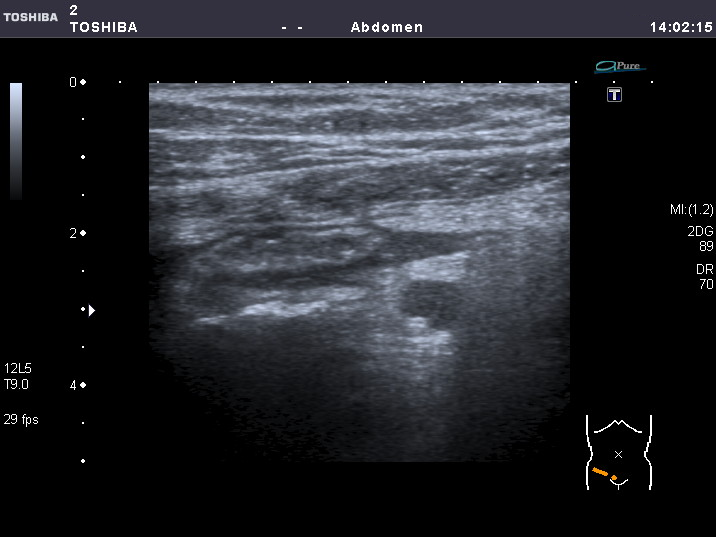 TOSHIBA
2
TOSHIBA - - Abdomen 14:02:15
aPure
T
0
2
4
MI:(1.2)
2DG
89
DR
70
12L5
T9.0
29 fps